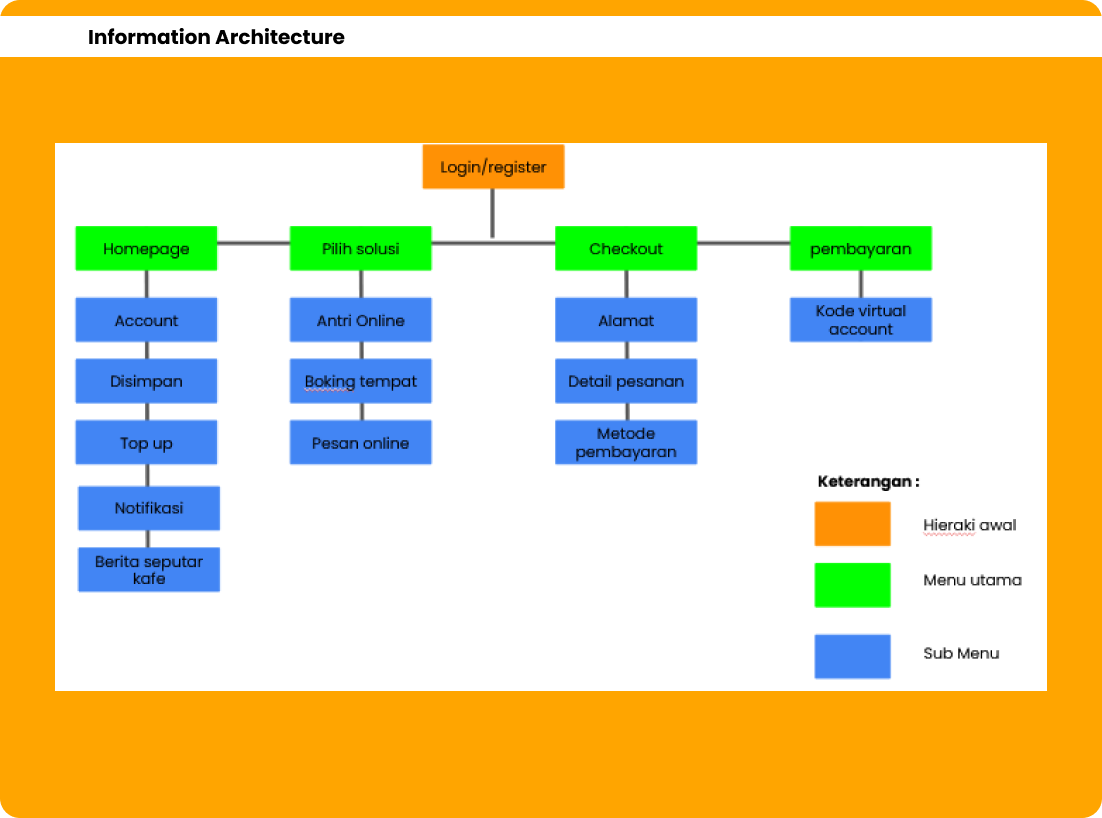 Information Architecture
Login/register
Homepage
Pilih solusi
Checkout
pembayaran
Account
Antri Online
Alamat
Kode virtual
account
Disimpan
Boking tempat
Detail pesanan
Top up
Pesan online
Metode
pembayaran
Notifikasi
Berita seputar
kafe
Keterangan :
Hieraki awal
Menu utama
Sub Menu